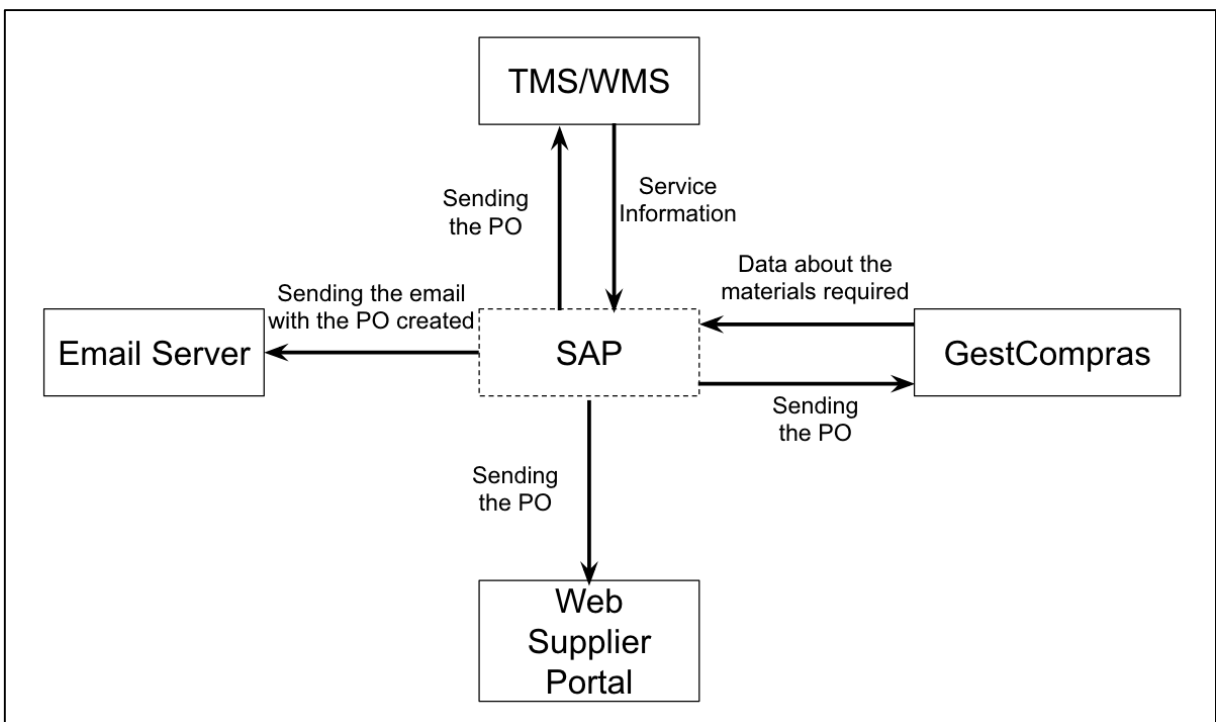 TMS/WMS
Sending
the PO
Service
Information
Data about the
materials required
Sending the email
with the PO created
Email Server
SAP
GestCompras
Sending
the PO
Sending
the PO
Web
Supplier
Portal